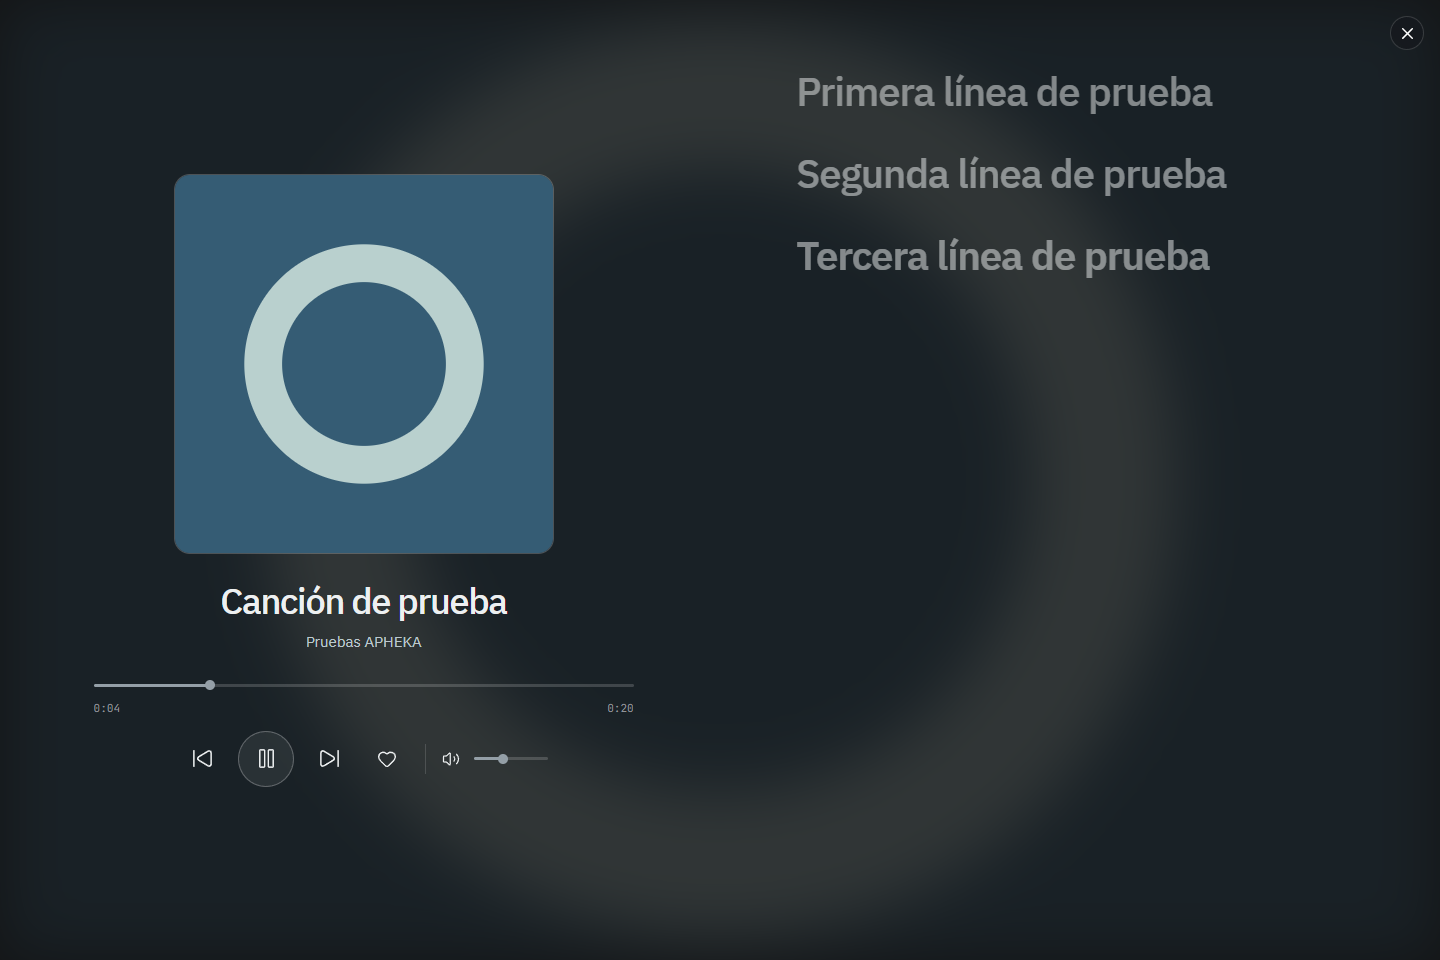 Primera línea de prueba
Segunda línea de prueba
Tercera línea de prueba
Canción de prueba
Pruebas APHEKA
0:04
0:20